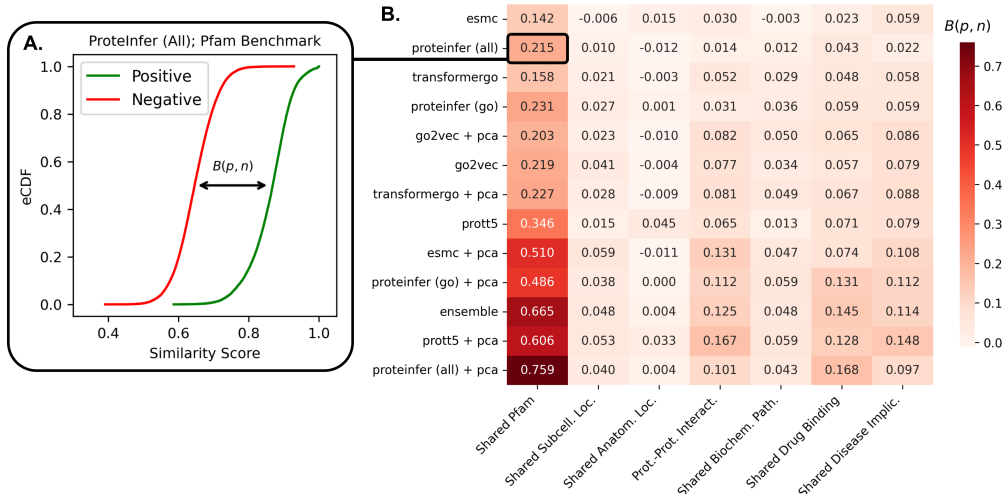 A.
ProteInfer (All); Pfam Benchmark
1.0
0.8
0.6
0.4
0.2
0.0
eCDF
Positive
Negative
B(p, n)
0.4 0.6 0.8 1.0
Similarity Score
B.
esmc 0.142 -0.006 0.015 0.030 -0.003 0.023 0.059
proteinfer (all) 0.215 0.010 -0.012 0.014 0.012 0.043 0.022
transformergo 0.158 0.021 -0.003 0.052 0.029 0.048 0.058
proteinfer (go) 0.231 0.027 0.001 0.031 0.036 0.059 0.059
go2vec + pca 0.203 0.023 -0.010 0.082 0.050 0.065 0.086
go2vec 0.219 0.041 -0.004 0.077 0.034 0.057 0.079
transformergo + pca 0.227 0.028 -0.009 0.081 0.049 0.067 0.088
prott5 0.346 0.015 0.045 0.065 0.013 0.071 0.079
esmc + pca 0.510 0.059 -0.011 0.131 0.047 0.074 0.108
proteinfer (go) + pca 0.486 0.038 0.000 0.112 0.059 0.131 0.112
ensemble 0.665 0.048 0.004 0.125 0.048 0.145 0.114
prott5 + pca 0.606 0.053 0.033 0.167 0.059 0.128 0.148
proteinfer (all) + pca 0.759 0.040 0.004 0.101 0.043 0.168 0.097
Shared Pfam
Shared Subcell. Loc.
Shared Anatom. Loc.
Prot.-Prot. Interact.
Shared Biochem. Path.
Shared Drug Binding
Shared Disease Implic.
B(p, n)
0.7
0.6
0.5
0.4
0.3
0.2
0.1
0.0